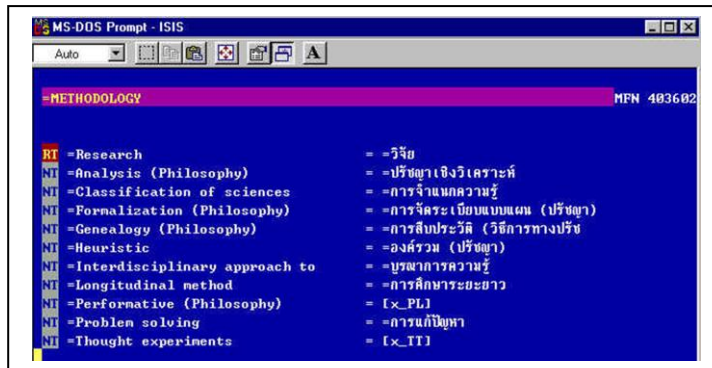 MS-DOS Prompt - ISIS
Auto A
=METHODOLOGY MFN 403602
RT =Research = =วิจัย
NT =Analysis (Philosophy) = =ปรัชญาเชิงวิเคราะห์
NT =Classification of sciences = =การจำแนกความรู้
NT =Formalization (Philosophy) = =การจัดระเบียบแบบแผน (ปรัชญา)
NT =Genealogy (Philosophy) = =การสืบประวัติ (วิธีการทางปรัช
NT =Heuristic = =องค์รวม (ปรัชญา)
NT =Interdisciplinary approach to = =บูรณาการความรู้
NT =Longitudinal method = =การศึกษาระยะยาว
NT =Performative (Philosophy) = [x_PL]
NT =Problem solving = =การแก้ปัญหา
NT =Thought experiments = [x_TT]